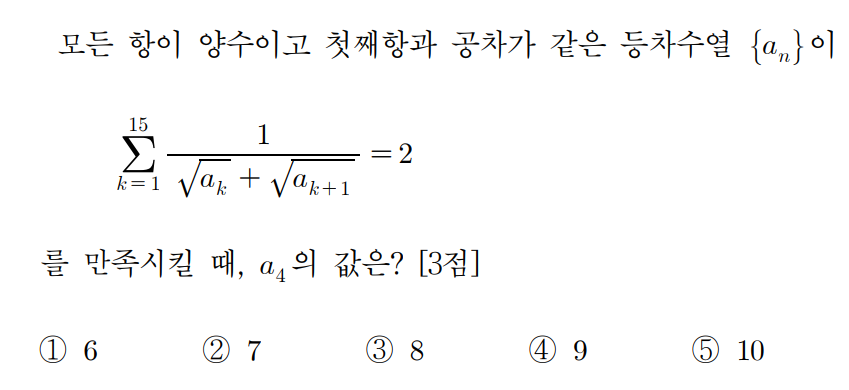 모든 항이 양수이고 첫째항과 공차가 같은 등차수열 $\{a_n\}$이
$\sum_{k=1}^{15} \frac{1}{\sqrt{a_k}+\sqrt{a_{k+1}}}=2$
를 만족시킬 때, $a_4$의 값은? [3점]
① 6 ② 7 ③ 8 ④ 9 ⑤ 10